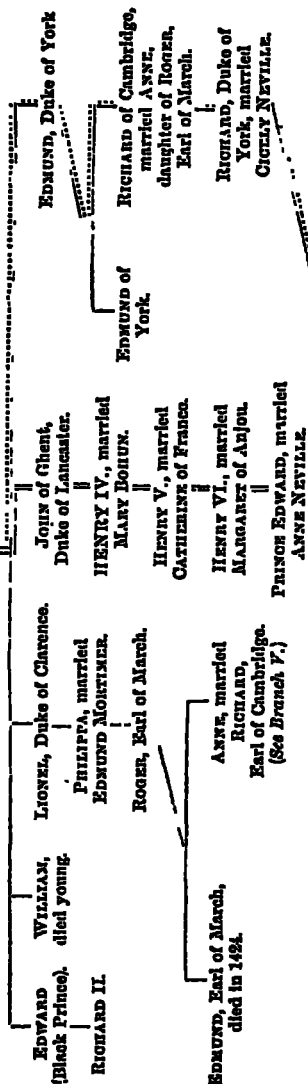 EDWARD
(Black Prince).
RICHARD II.
WILLIAM,
died young.
LIONEL, Duke of Clarence.
PHILIPPA, married
EDMUND MORTIMER.
ROGER, Earl of March.
EDMUND, Earl of March,
died in 1424.
ANNE, married
RICHARD,
Earl of Cambridge.
(See Branch V.)
JOHN of Ghent,
Duke of Lancaster.
HENRY IV., married
MARY BOHUN.
HENRY V., married
CATHERINE of France.
HENRY VI., married
MARGARET of Anjou.
PRINCE EDWARD, married
ANNE NEVILLE.
EDMUND, Duke of York
EDMUND of
York.
RICHARD of Cambridge,
married ANNE,
daughter of ROGER,
Earl of March.
RICHARD, Duke of
York, married
CICELY NEVILLE.